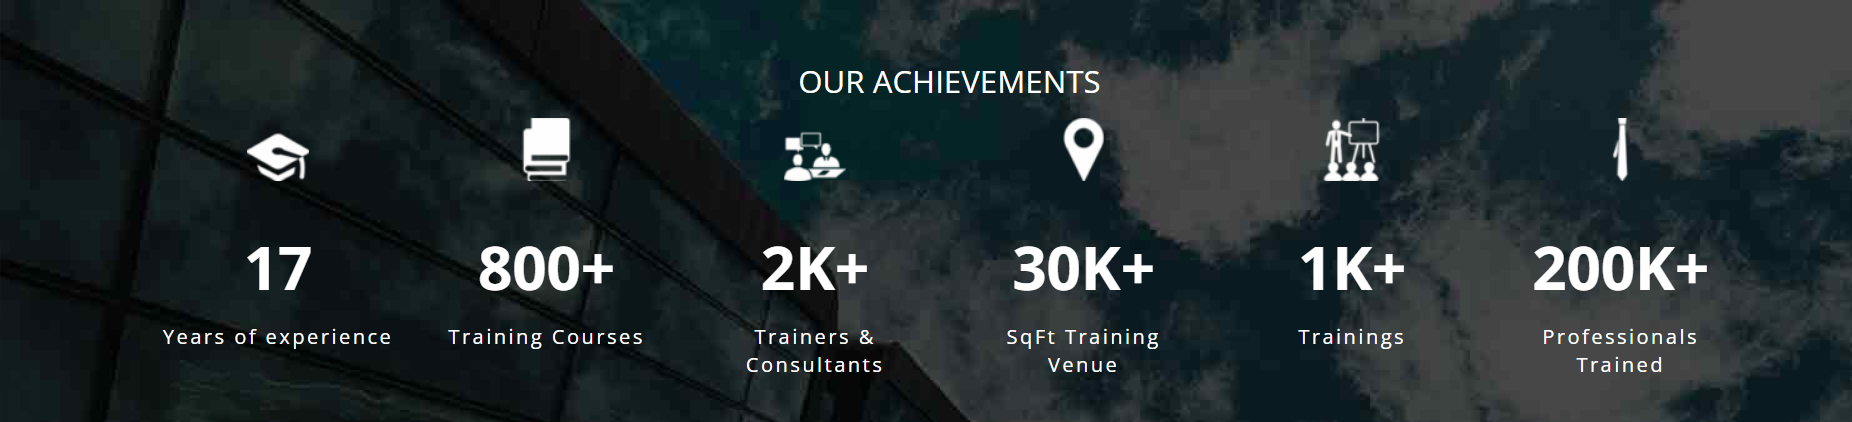 OUR ACHIEVEMENTS
17
800+
2K+
30K+
1K+
200K+
Years of experience
Training Courses
Trainers &
Consultants
SqFt Training
Venue
Trainings
Professionals
Trained